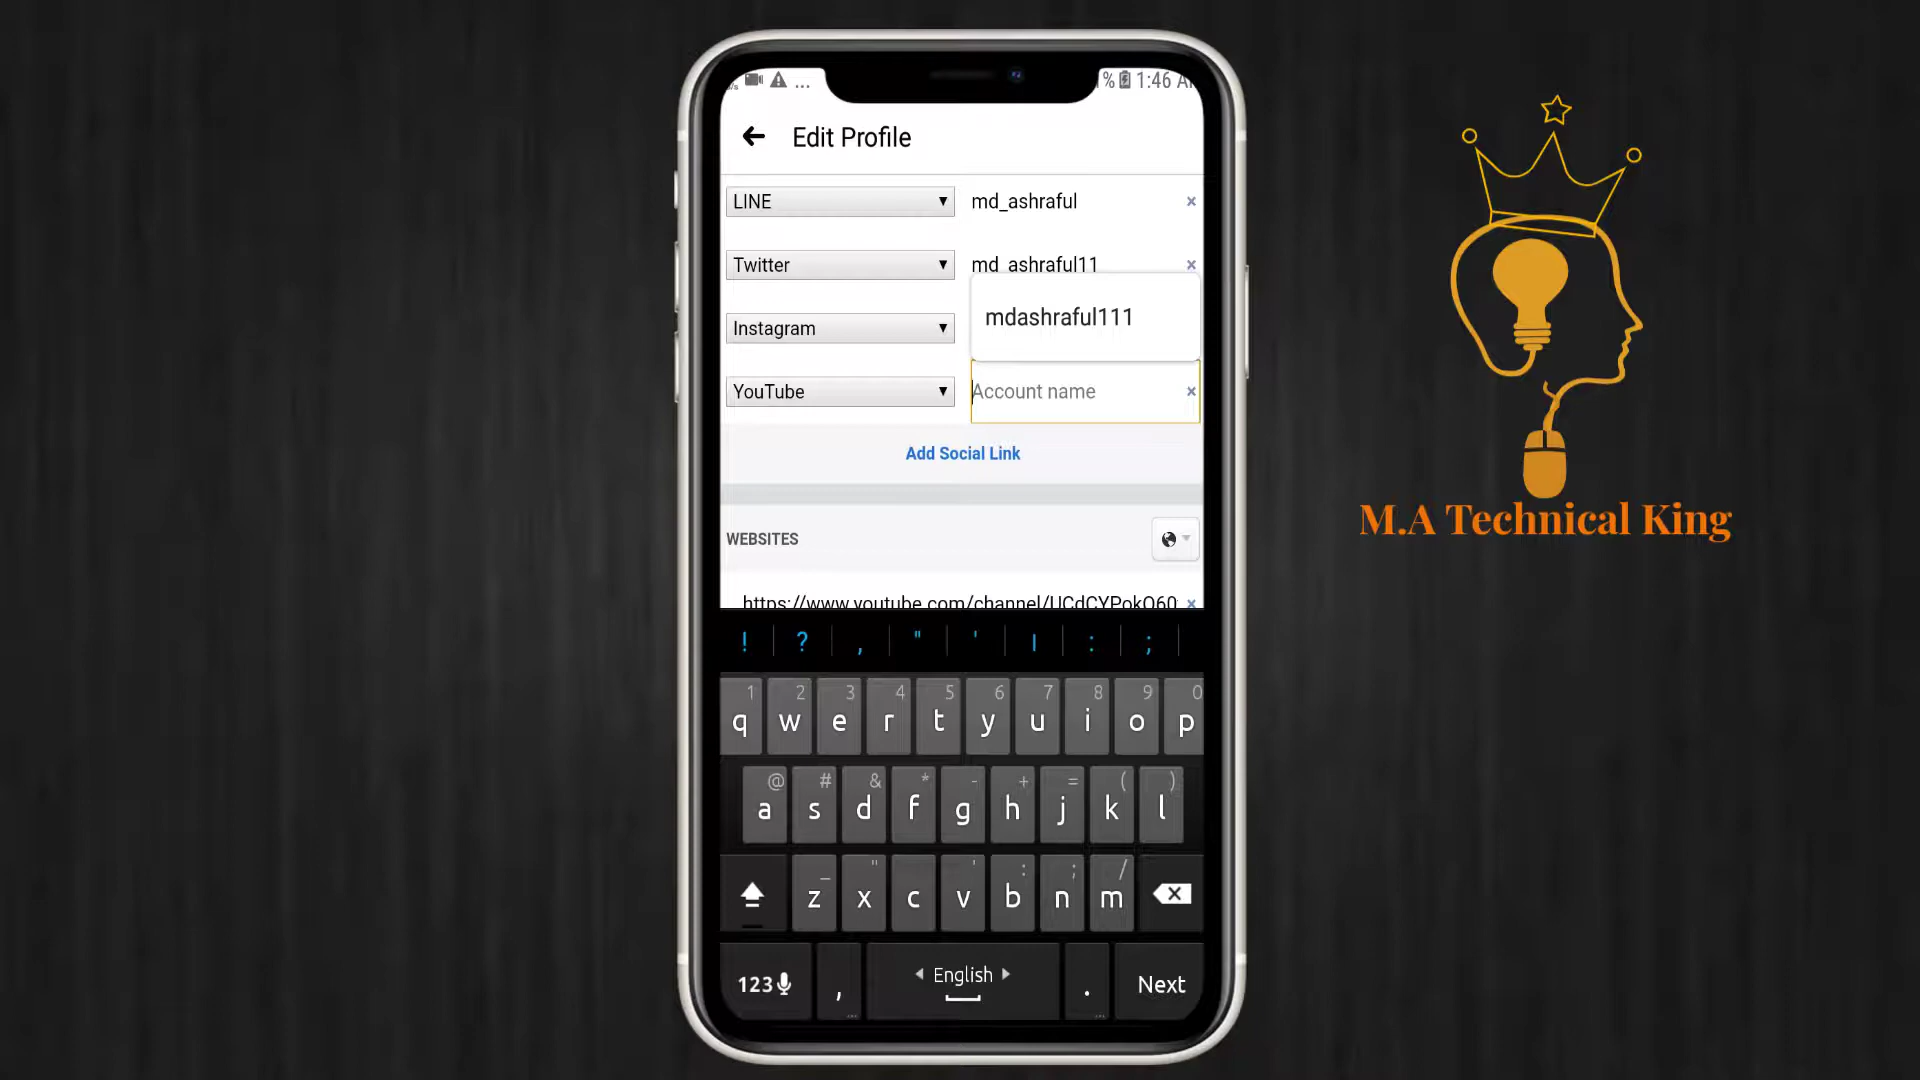 ... % 1:46
Edit Profile
LINE ▼ md_ashraful ×
Twitter ▼ md_ashraful11 ×
mdashraful111
Instagram ▼
YouTube ▼ Account name ×
Add Social Link
WEBSITES
https://www.youtube.com/channel/UCdCYPokO60 ×
! ? , " ' । : ;
1 2 3 4 5 6 7 8 9 0
q w e r t y u i o p
@ # & * - + = ( )
a s d f g h j k l
_ " ' : ; /
z x c v b n m
123 , English . Next
M.A Technical King